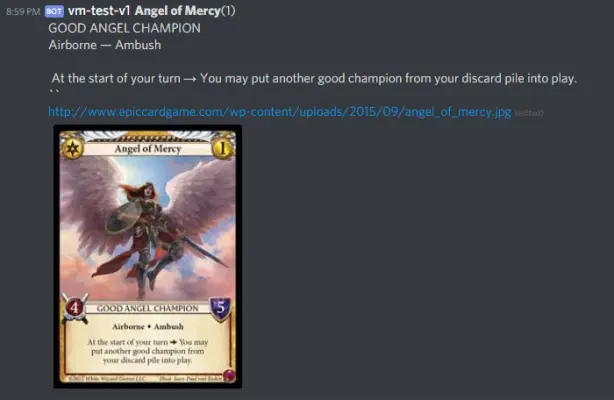 8:59 PM BOT vm-test-v1 Angel of Mercy(1)
GOOD ANGEL CHAMPION
Airborne — Ambush
At the start of your turn → You may put another good champion from your discard pile into play.
``
http://www.epiccardgame.com/wp-content/uploads/2015/09/angel_of_mercy.jpg (edited)
Angel of Mercy 1
4 GOOD ANGEL CHAMPION 5
Airborne • Ambush
At the start of your turn ➔ You may
put another good champion from
your discard pile into play.
White Wizard Games LLC